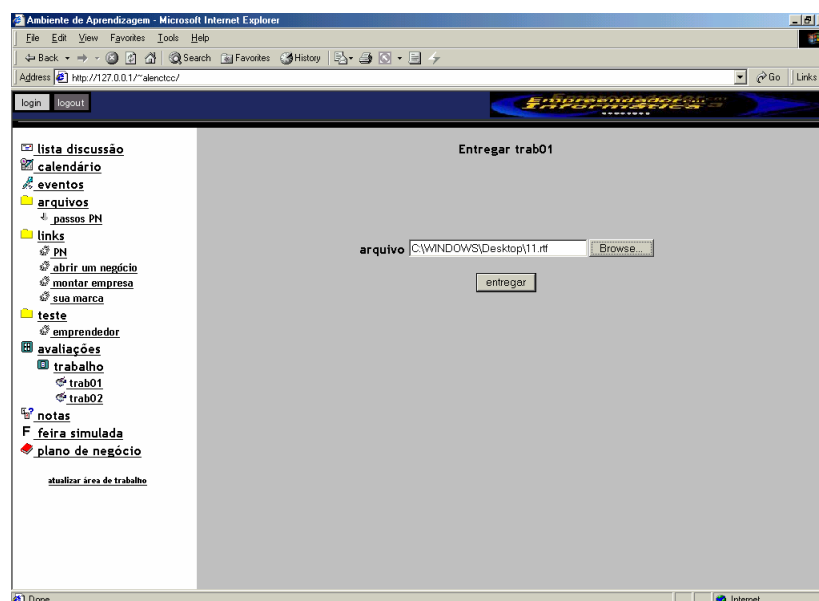 Ambiente de Aprendizagem - Microsoft Internet Explorer
File Edit View Favorites Tools Help
Back Search Favorites History
Address http://127.0.0.1/~alenctcc/ Go Links
login logout
Empreendedor em
Informática
lista discussão
calendário
eventos
arquivos
passos PN
links
PN
abrir um negócio
montar empresa
sua marca
teste
emprendedor
avaliações
trabalho
trab01
trab02
notas
F feira simulada
plano de negócio
atualizar área de trabalho
Entregar trab01
arquivo C:\WINDOWS\Desktop\11.rtf Browse...
entregar
Done Internet